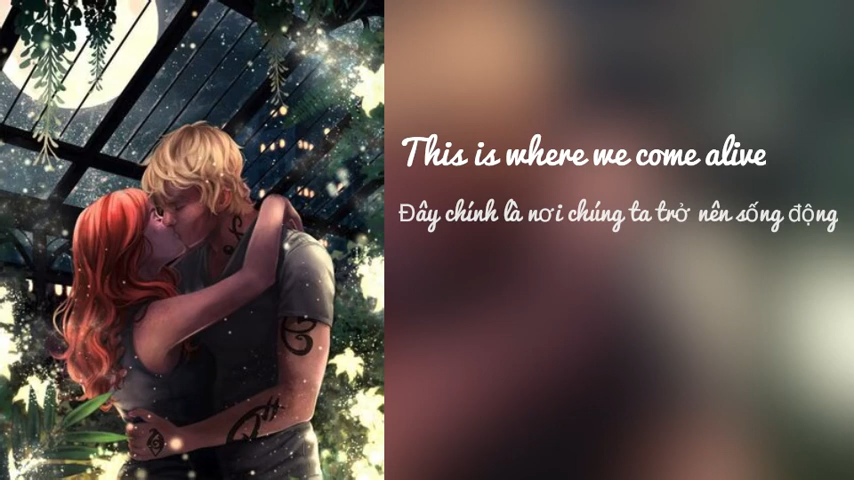 This is where we come alive
Đây chính là nơi chúng ta trở nên sống động